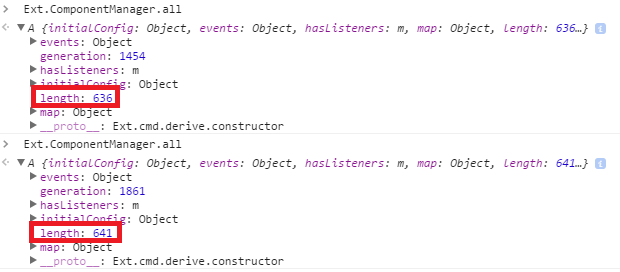 > Ext.ComponentManager.all
A {initialConfig: Object, events: Object, hasListeners: m, map: Object, length: 636…}
events: Object
generation: 1454
hasListeners: m
initialConfig: Object
length: 636
map: Object
__proto__: Ext.cmd.derive.constructor
> Ext.ComponentManager.all
A {initialConfig: Object, events: Object, hasListeners: m, map: Object, length: 641…}
events: Object
generation: 1861
hasListeners: m
initialConfig: Object
length: 641
map: Object
__proto__: Ext.cmd.derive.constructor